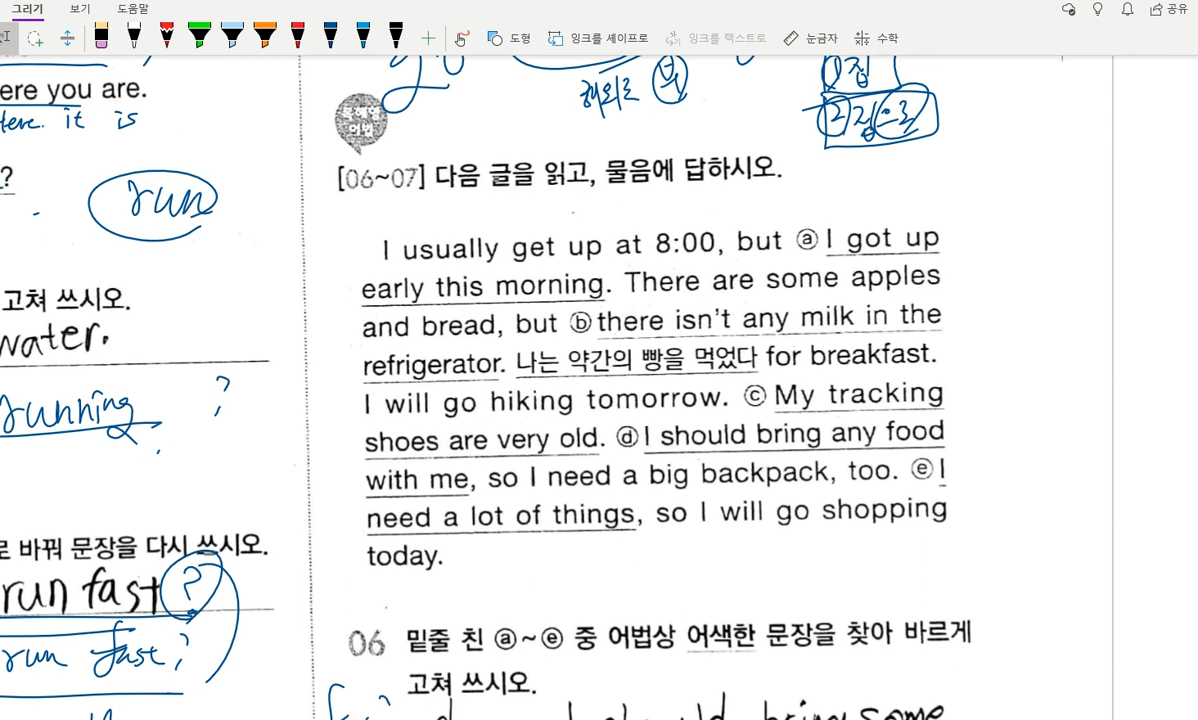 그리기 보기 도움말 공유
도형 잉크를 셰이프로 잉크를 텍스트로 눈금자 수학
해외로
집
집으로
ere you are.
it is
?
run
[06~07] 다음 글을 읽고, 물음에 답하시오.
I usually get up at 8:00, but ⓐ I got up
early this morning. There are some apples
and bread, but ⓑ there isn't any milk in the
refrigerator. 나는 약간의 빵을 먹었다 for breakfast.
I will go hiking tomorrow. ⓒ My tracking
shoes are very old. ⓓ I should bring any food
with me, so I need a big backpack, too. ⓔ I
need a lot of things, so I will go shopping
today.
고쳐 쓰시오.
water.
running ?
로 바꿔 문장을 다시 쓰시오.
run fast ?
run fast?
06 밑줄 친 ⓐ~ⓔ 중 어법상 어색한 문장을 찾아 바르게
고쳐 쓰시오.
d I should bring some